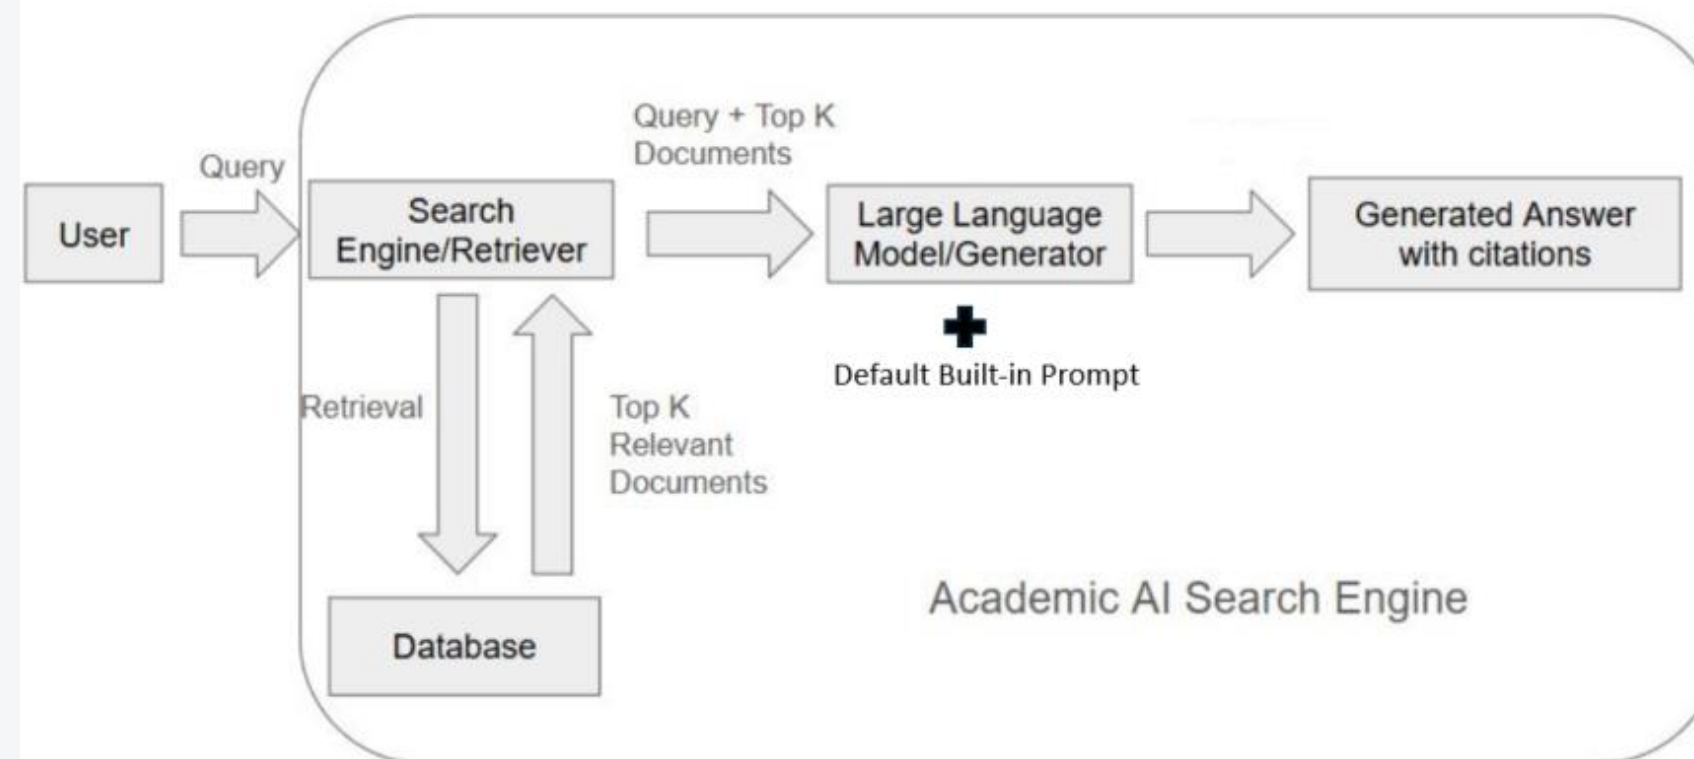 Query + Top K
Documents
Query
User
Search
Engine/Retriever
Large Language
Model/Generator
Generated Answer
with citations
Default Built-in Prompt
Retrieval
Top K
Relevant
Documents
Academic AI Search Engine
Database